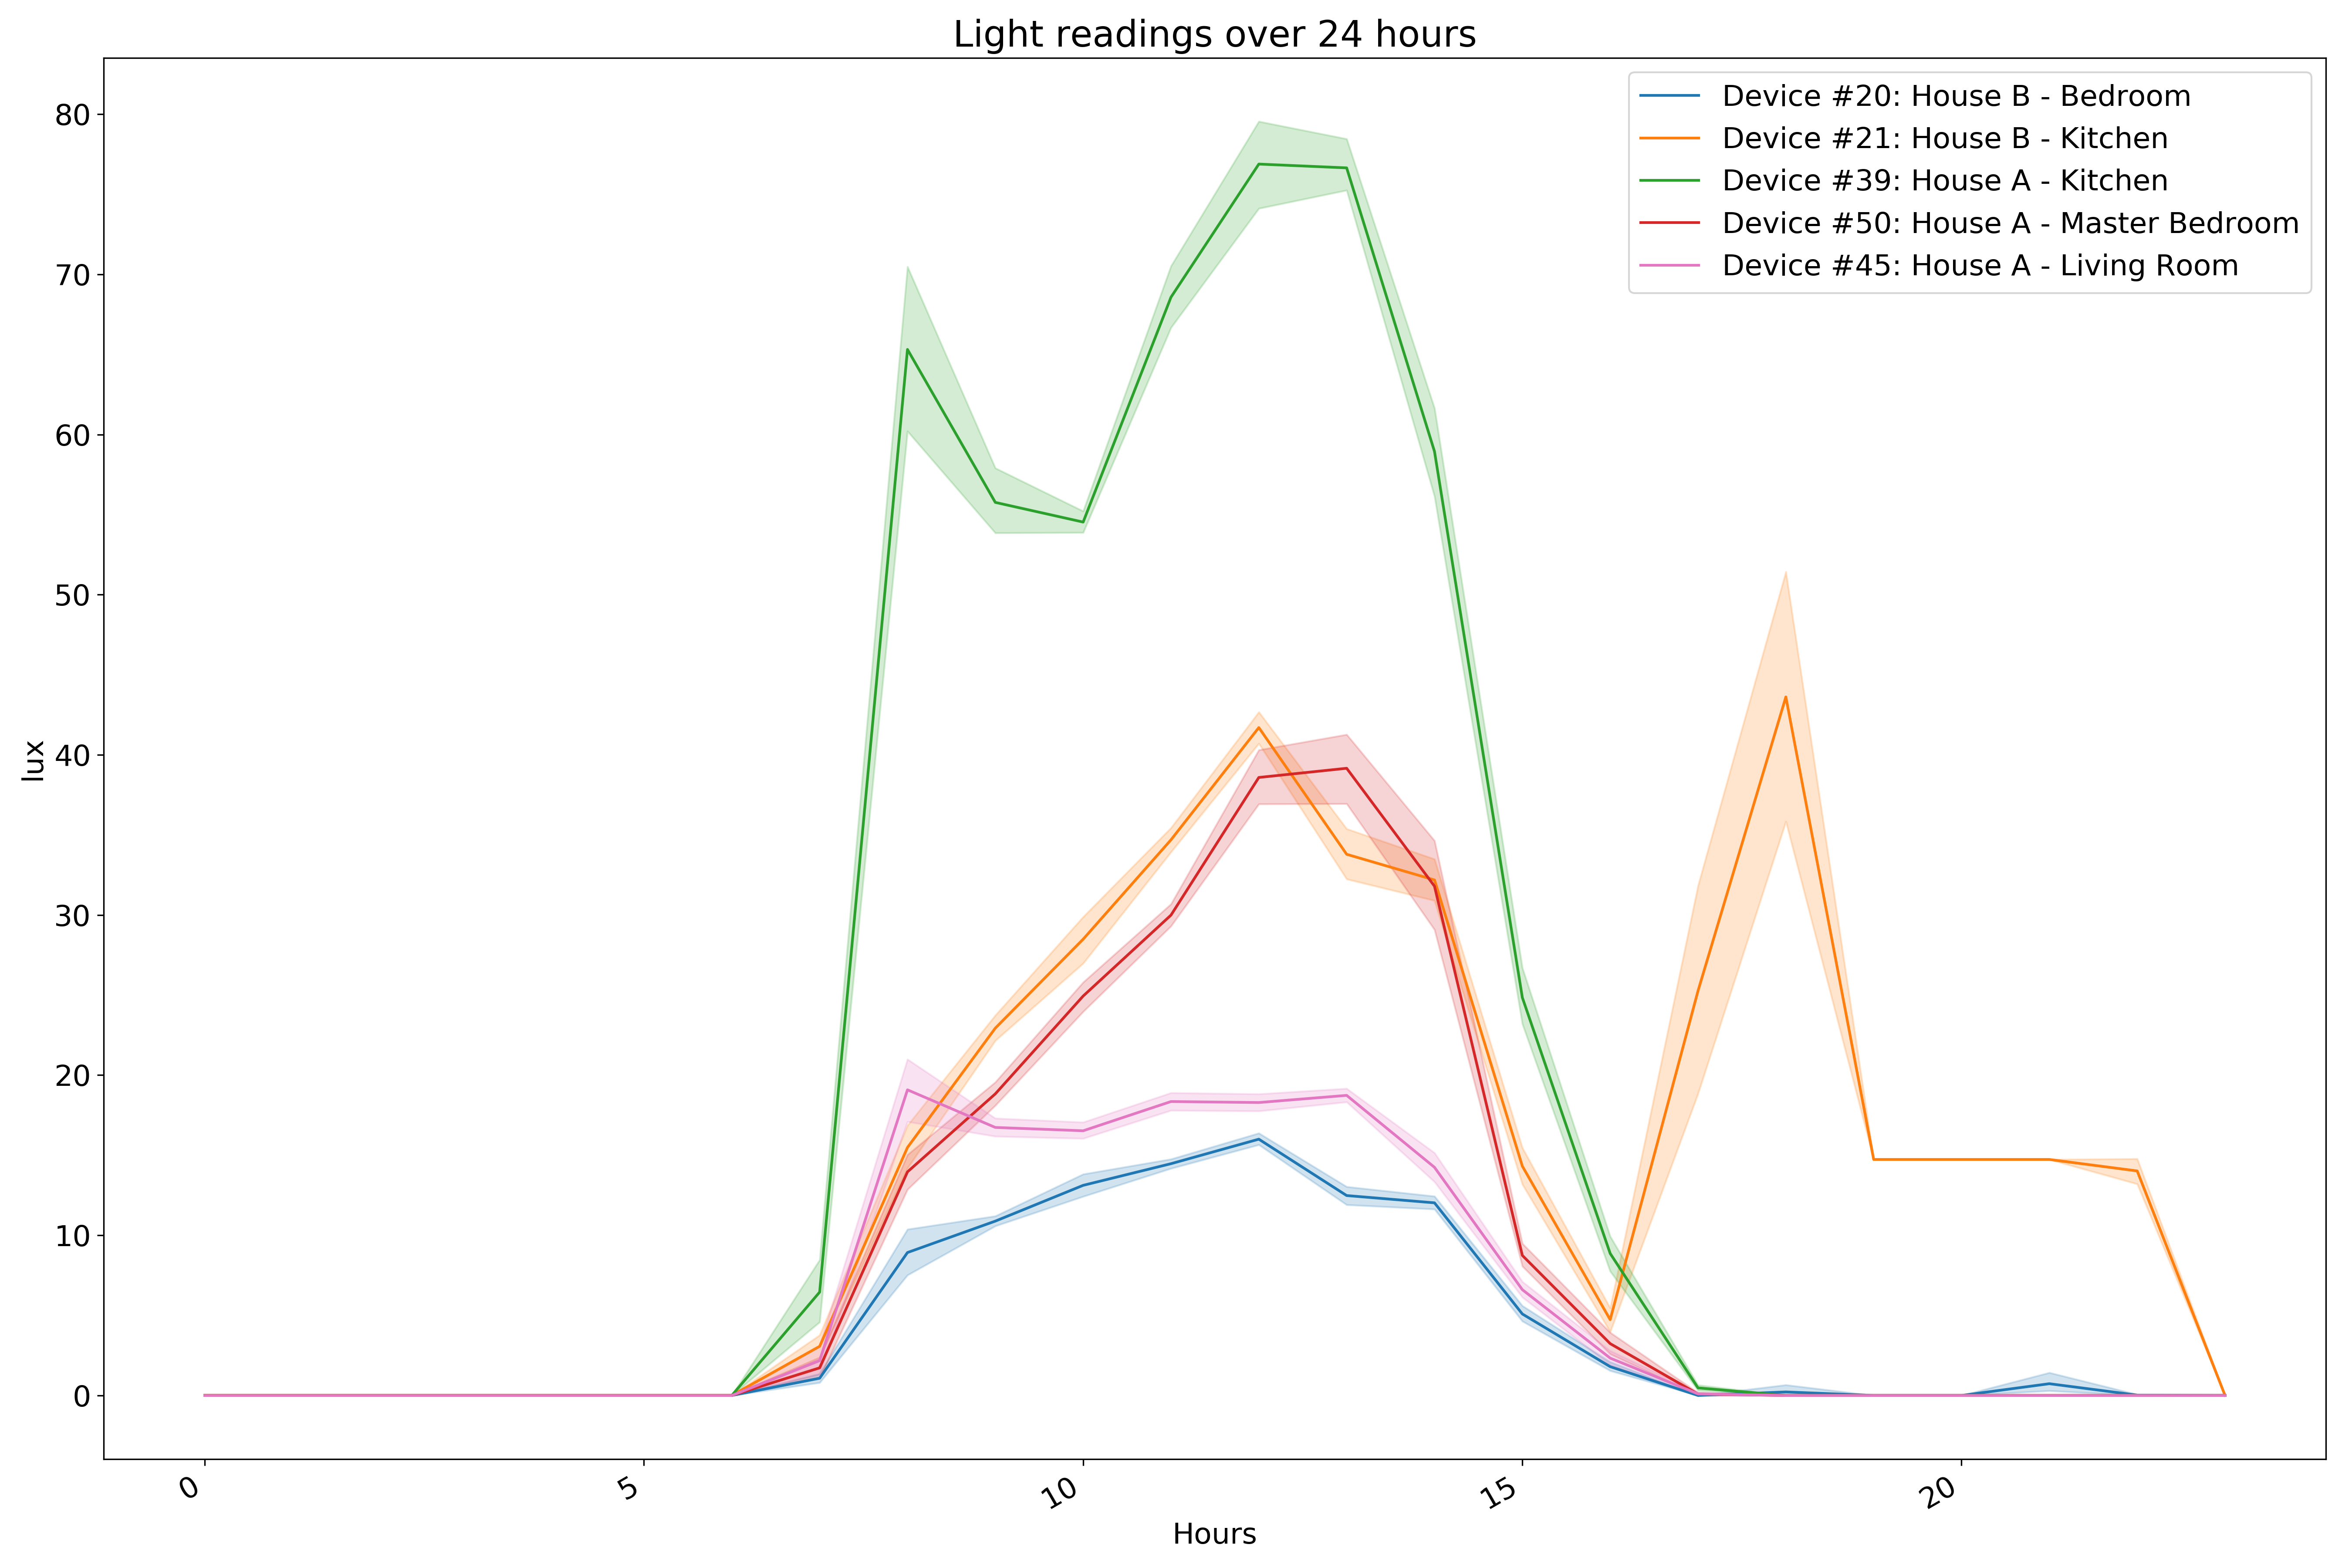 Light readings over 24 hours
Device #20: House B - Bedroom
Device #21: House B - Kitchen
Device #39: House A - Kitchen
Device #50: House A - Master Bedroom
Device #45: House A - Living Room
80
70
60
50
40
30
20
10
0
lux
0
5
10
15
20
Hours